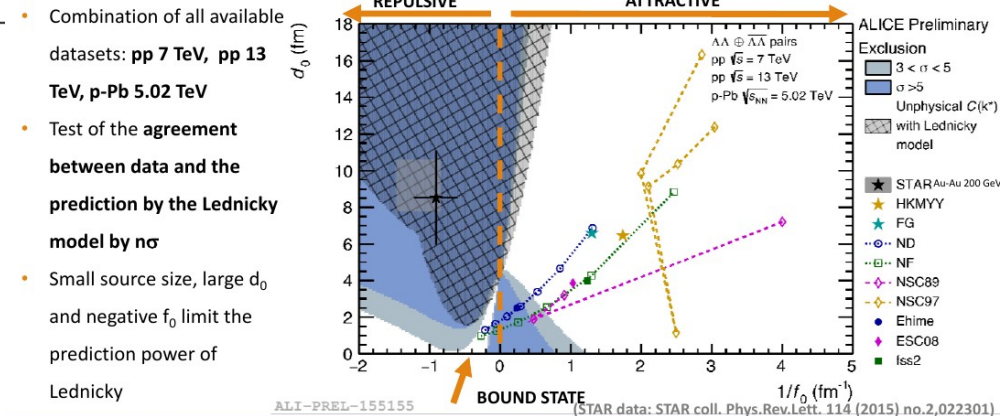 • Combination of all available
datasets: pp 7 TeV, pp 13
TeV, p-Pb 5.02 TeV
• Test of the agreement
between data and the
prediction by the Lednicky
model by nσ
• Small source size, large d₀
and negative f₀ limit the
prediction power of
Lednicky
REPULSIVE
ATTRACTIVE
d₀ (fm)
18
16
14
12
10
8
6
4
2
0
−2
−1
0
1
2
3
4
5
1/f₀ (fm⁻¹)
ΛΛ ⊕ Λ̅Λ̅ pairs
pp √s = 7 TeV
pp √s = 13 TeV
p-Pb √sNN = 5.02 TeV
BOUND STATE
ALICE Preliminary
Exclusion
3 < σ < 5
σ >5
Unphysical C(k*)
with Lednicky
model
STAR Au-Au 200 GeV
HKMYY
FG
ND
NF
NSC89
NSC97
Ehime
ESC08
fss2
ALI-PREL-155155
(STAR data: STAR coll. Phys.Rev.Lett. 114 (2015) no.2,022301)